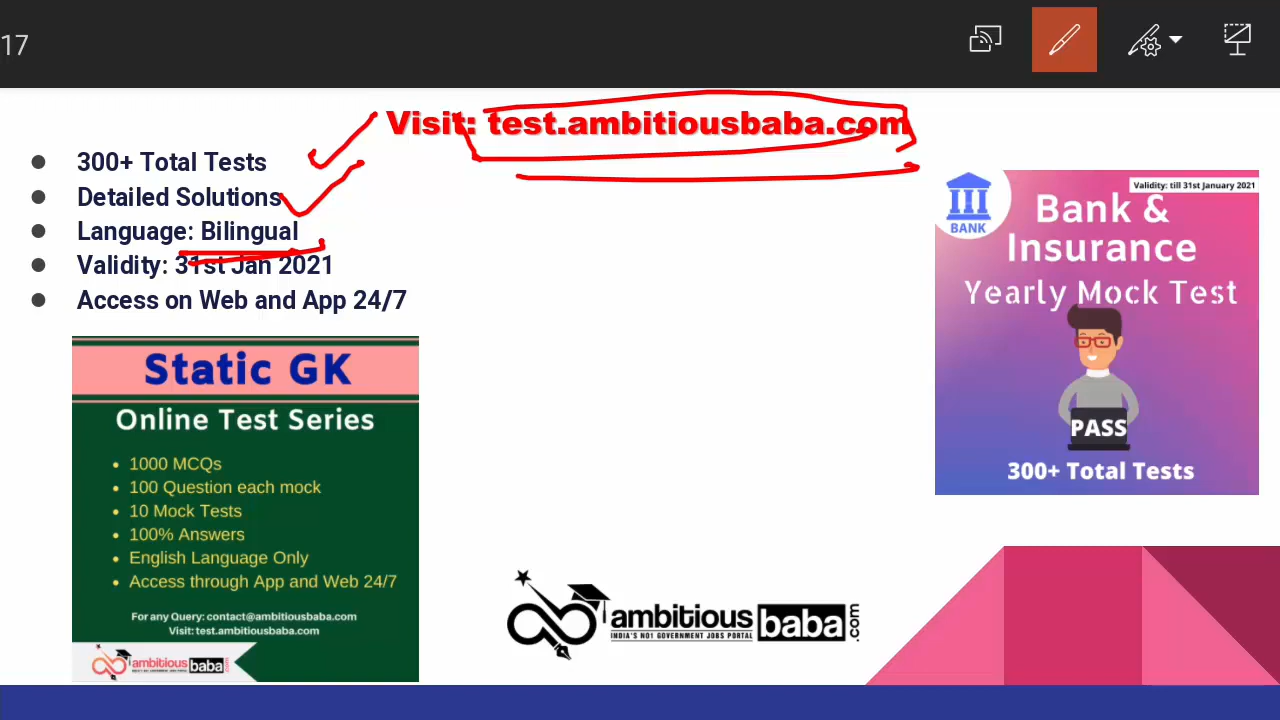 17
Visit: test.ambitiousbaba.com
300+ Total Tests
Detailed Solutions
Language: Bilingual
Validity: 31st Jan 2021
Access on Web and App 24/7
Static GK
Online Test Series
1000 MCQs
100 Question each mock
10 Mock Tests
100% Answers
English Language Only
Access through App and Web 24/7
For any Query: contact@ambitiousbaba.com
Visit: test.ambitiousbaba.com
ambitiousbaba.com
ambitiousbaba.com
INDIA'S NO1 GOVERNMENT JOBS PORTAL
Validity: till 31st January 2021
BANK
Bank &
Insurance
Yearly Mock Test
PASS
300+ Total Tests